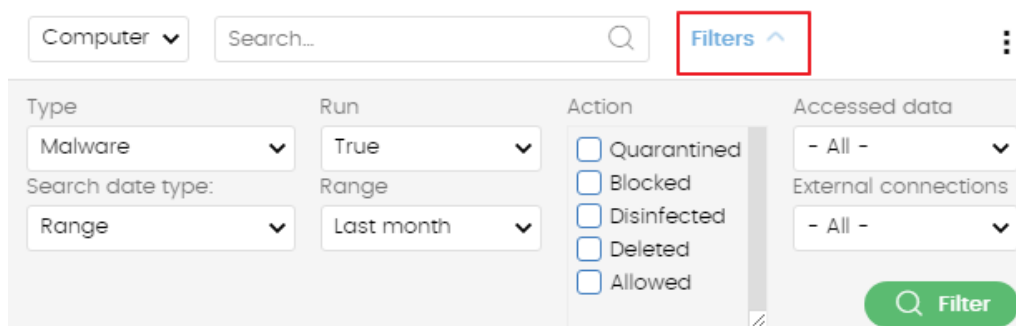 Computer
Search...
Filters
Type
Run
Action
Accessed data
Malware
True
Quarantined
Blocked
Disinfected
Deleted
Allowed
- All -
Search date type:
Range
External connections
Range
Last month
- All -
Filter